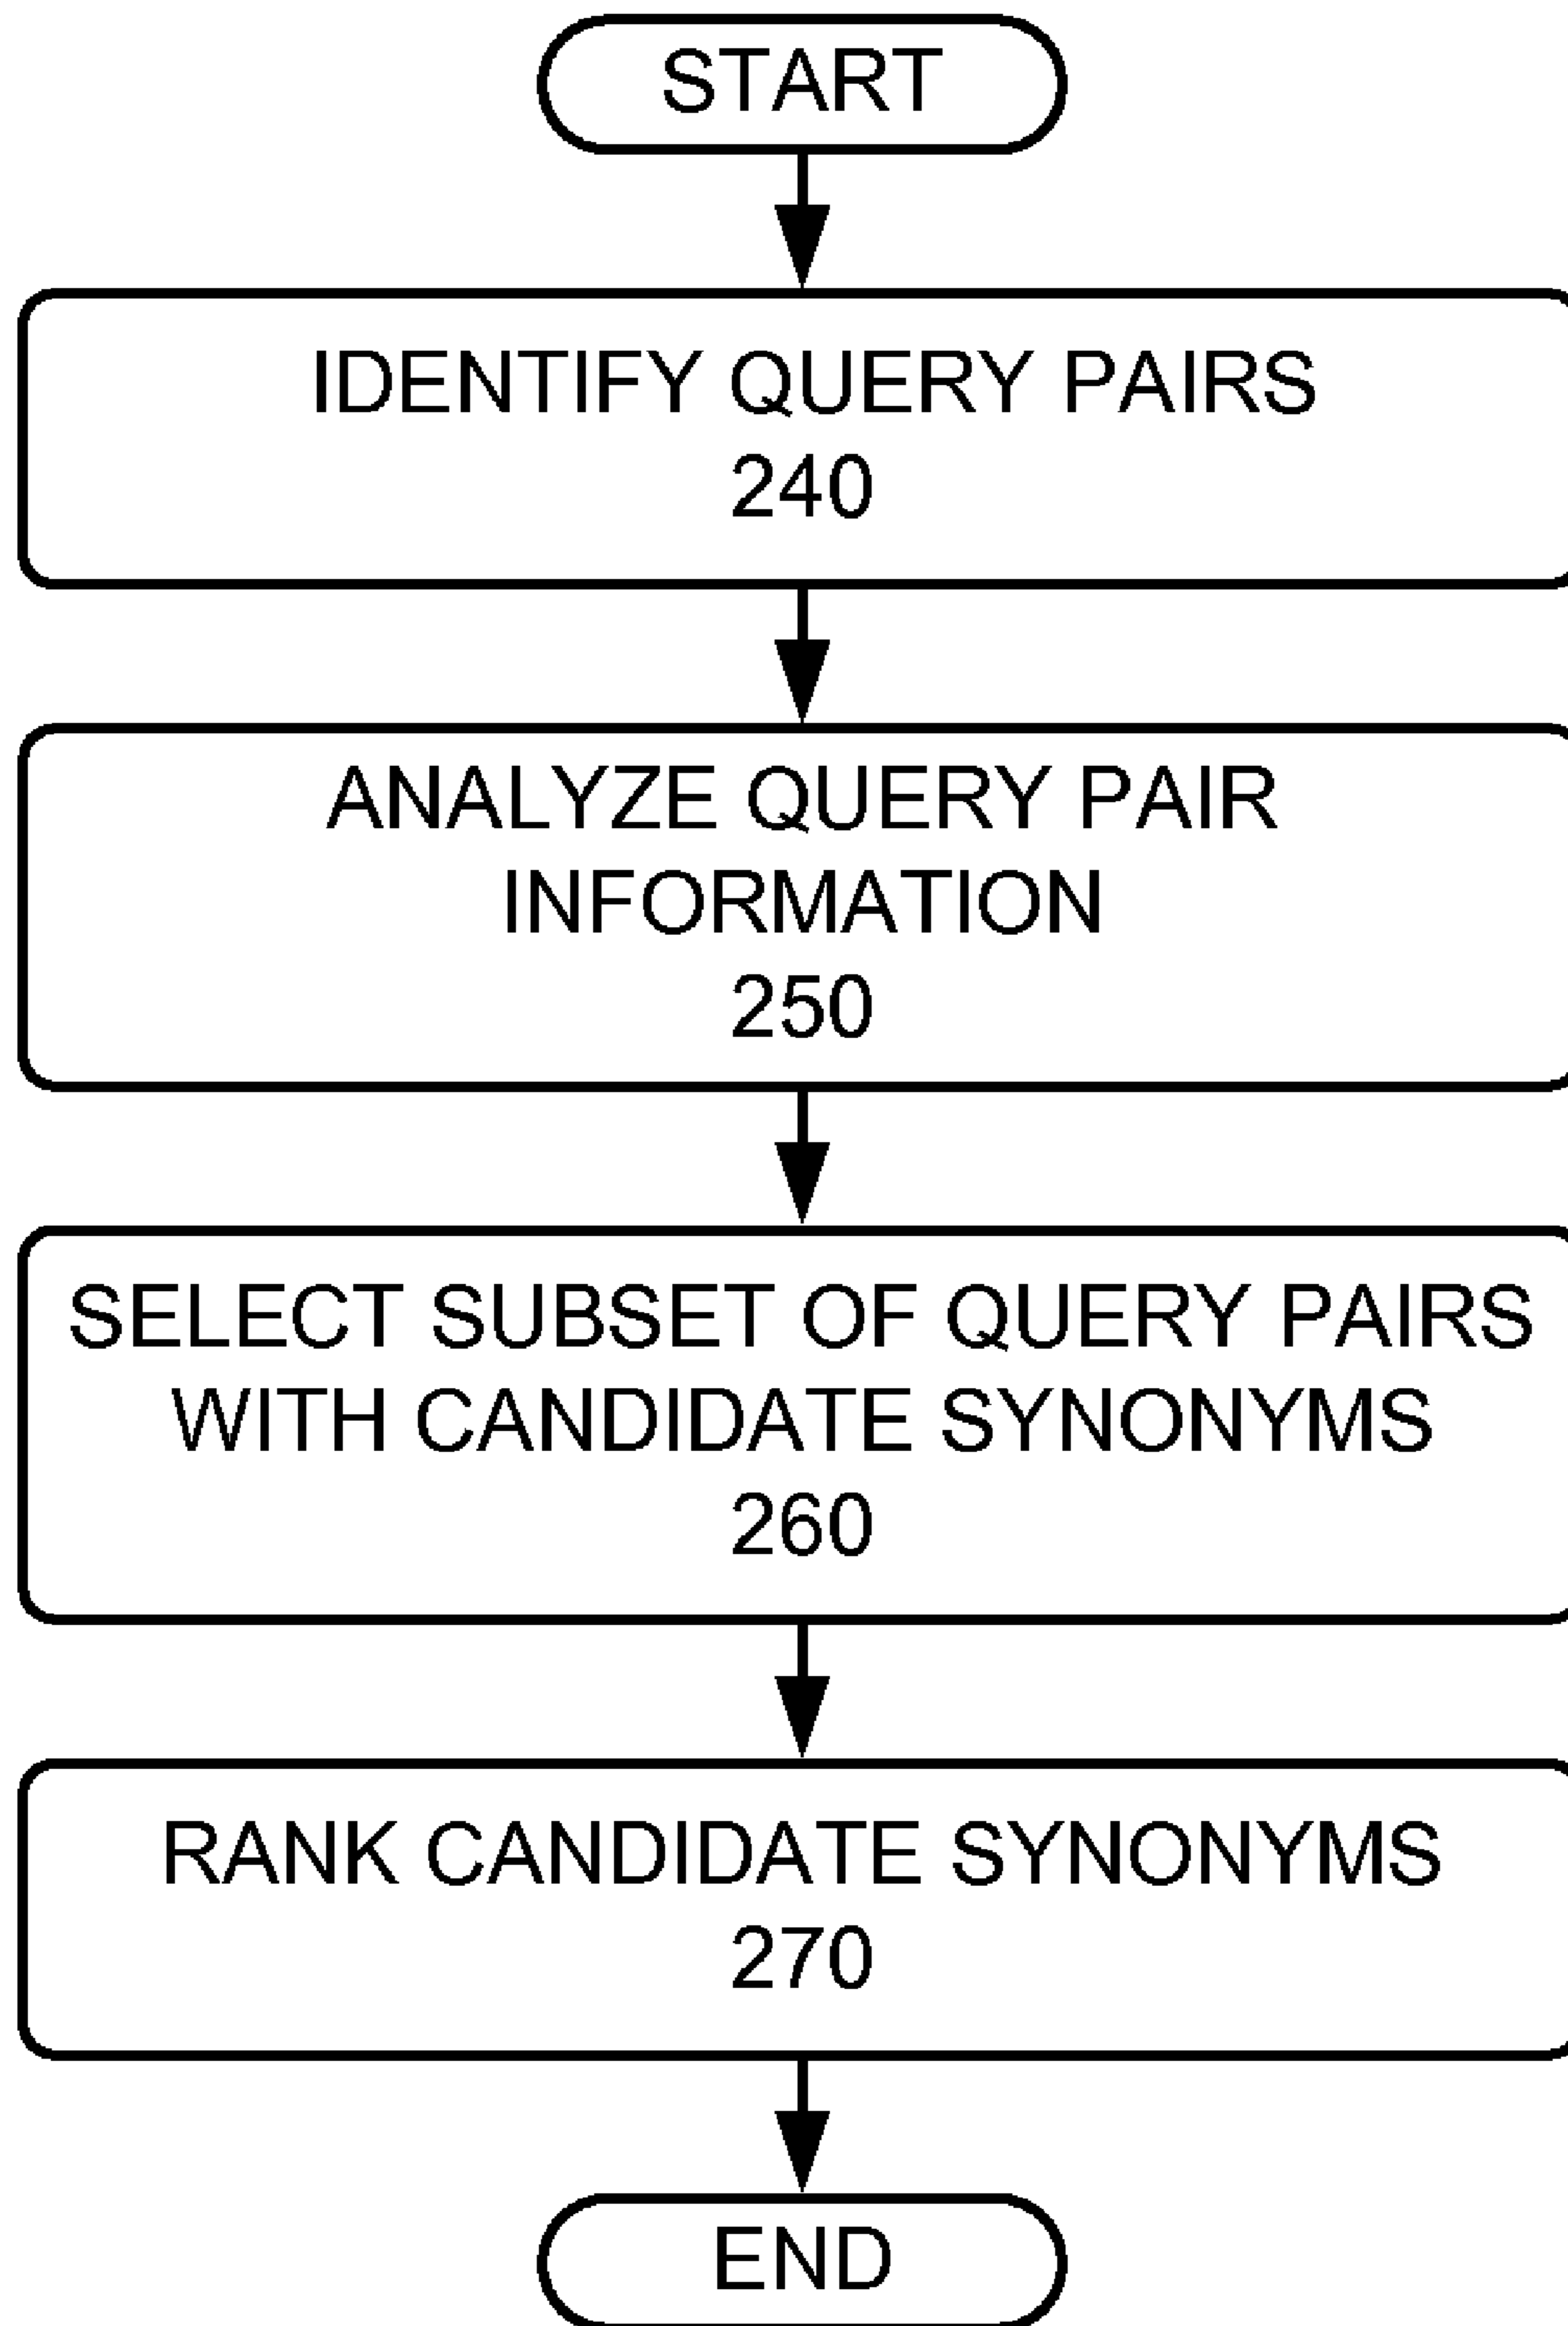 START
IDENTIFY QUERY PAIRS
240
ANALYZE QUERY PAIR
INFORMATION
250
SELECT SUBSET OF QUERY PAIRS
WITH CANDIDATE SYNONYMS
260
RANK CANDIDATE SYNONYMS
270
END